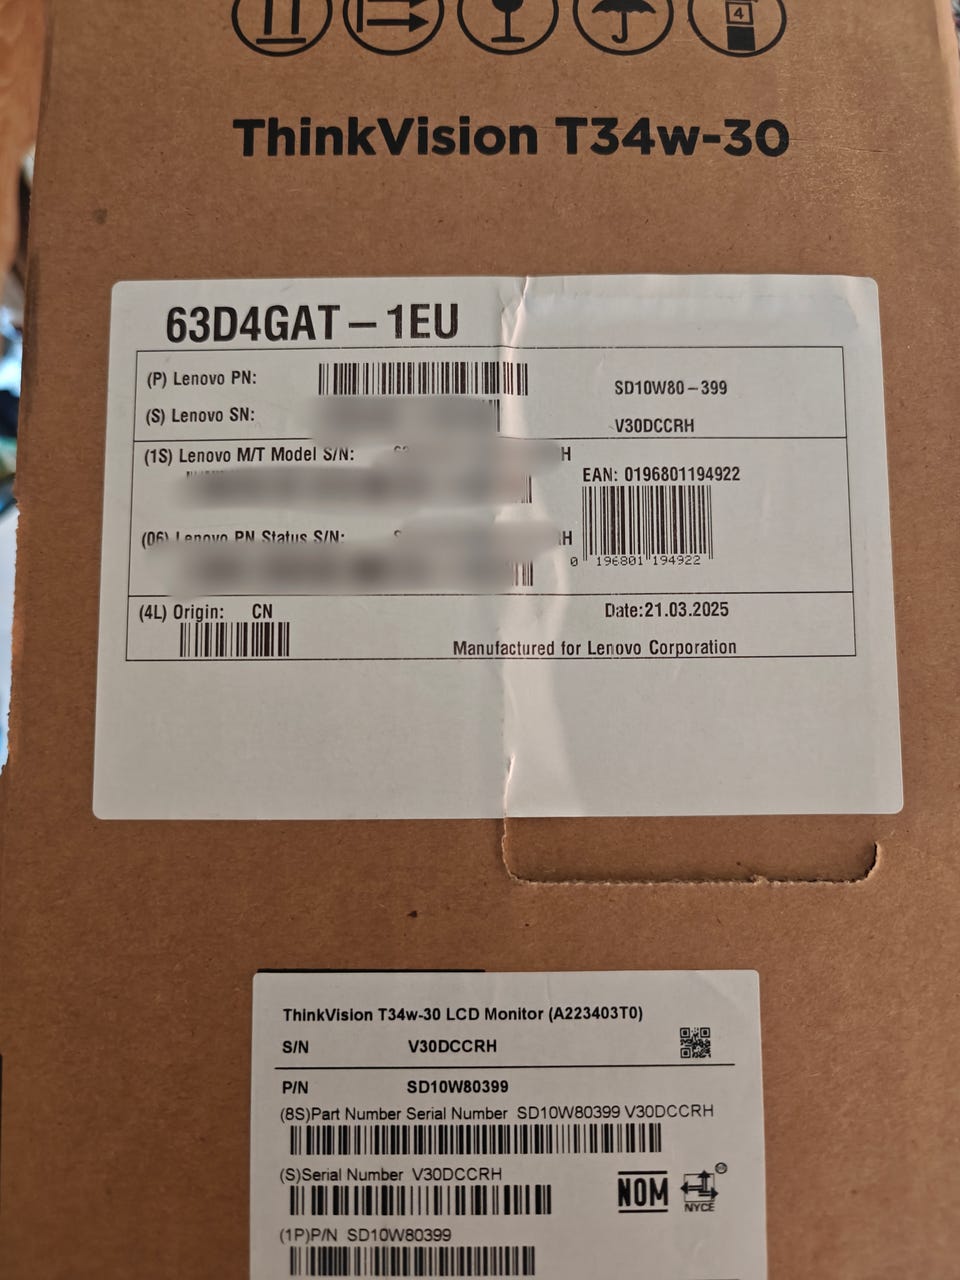 4
ThinkVision T34w-30
63D4GAT – 1EU
(P) Lenovo PN:
SD10W80 – 399
(S) Lenovo SN:
V30DCCRH
(1S) Lenovo M/T Model S/N:
H
EAN: 0196801194922
(06) Lenovo PN Status S/N:
H
0 196801 194922
(4L) Origin: CN
Date:21.03.2025
Manufactured for Lenovo Corporation
ThinkVision T34w-30 LCD Monitor (A223403T0)
S/N V30DCCRH
P/N SD10W80399
(8S)Part Number Serial Number SD10W80399 V30DCCRH
(S)Serial Number V30DCCRH
NOM
NYCE
(1P)P/N SD10W80399